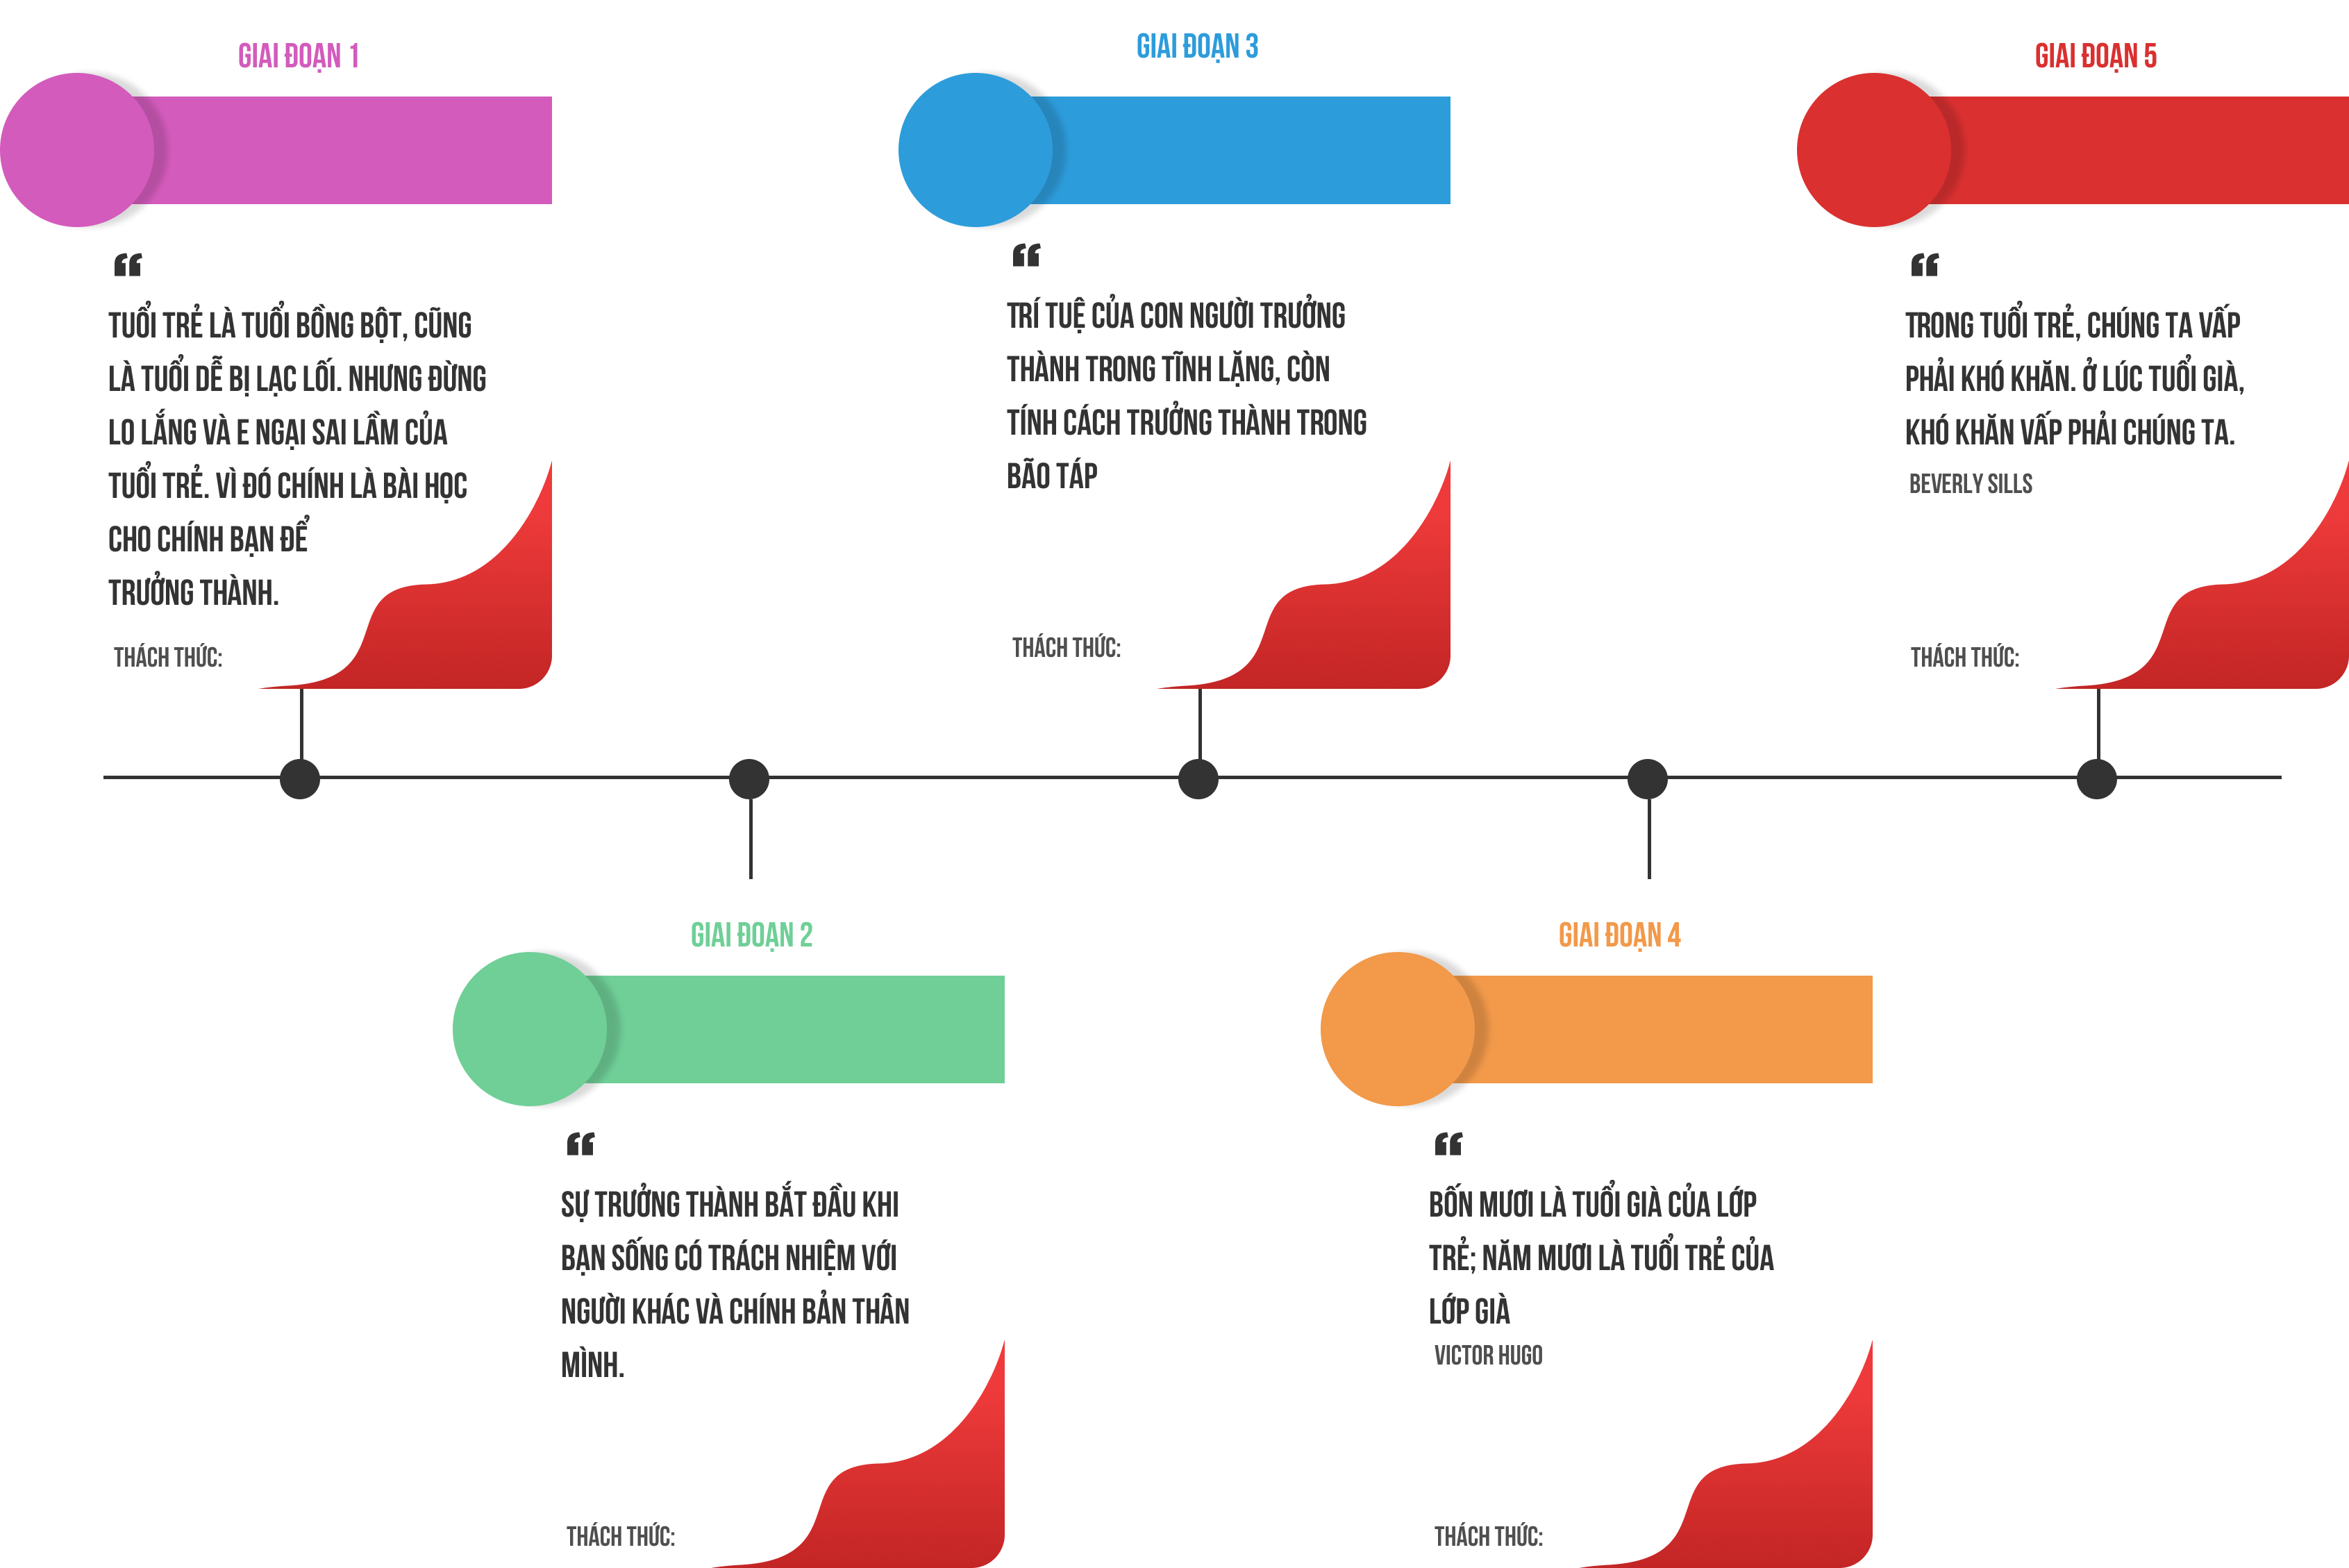 GIAI ĐOẠN 1
“
TUỔI TRẺ LÀ TUỔI BỒNG BỘT, CŨNG
LÀ TUỔI DỄ BỊ LẠC LỐI. NHƯNG ĐỪNG
LO LẮNG VÀ E NGẠI SAI LẦM CỦA
TUỔI TRẺ. VÌ ĐÓ CHÍNH LÀ BÀI HỌC
CHO CHÍNH BẠN ĐỂ
TRƯỞNG THÀNH.
THÁCH THỨC:
GIAI ĐOẠN 3
“
TRÍ TUỆ CỦA CON NGƯỜI TRƯỞNG
THÀNH TRONG TĨNH LẶNG, CÒN
TÍNH CÁCH TRƯỞNG THÀNH TRONG
BÃO TÁP
THÁCH THỨC:
GIAI ĐOẠN 5
“
TRONG TUỔI TRẺ, CHÚNG TA VẤP
PHẢI KHÓ KHĂN. Ở LÚC TUỔI GIÀ,
KHÓ KHĂN VẤP PHẢI CHÚNG TA.
BEVERLY SILLS
THÁCH THỨC:
GIAI ĐOẠN 2
“
SỰ TRƯỞNG THÀNH BẮT ĐẦU KHI
BẠN SỐNG CÓ TRÁCH NHIỆM VỚI
NGƯỜI KHÁC VÀ CHÍNH BẢN THÂN
MÌNH.
THÁCH THỨC:
GIAI ĐOẠN 4
“
BỐN MƯƠI LÀ TUỔI GIÀ CỦA LỚP
TRẺ; NĂM MƯƠI LÀ TUỔI TRẺ CỦA
LỚP GIÀ
VICTOR HUGO
THÁCH THỨC: